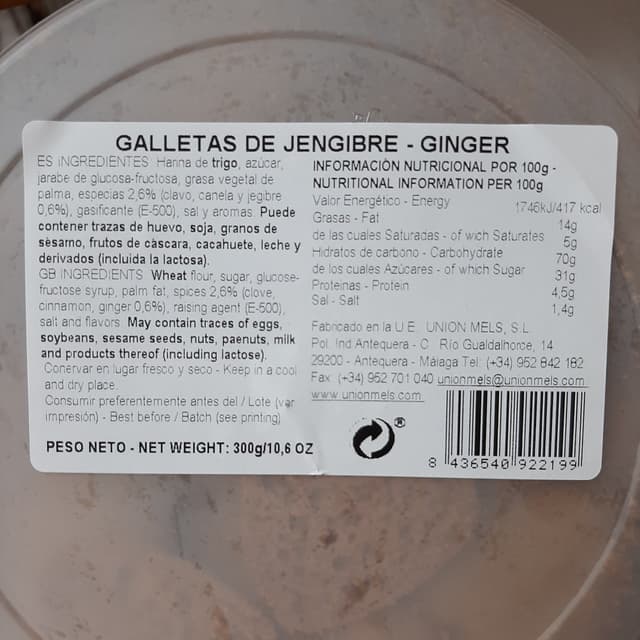 GALLETAS DE JENGIBRE - GINGER
ES INGREDIENTES Harina de trigo, azúcar,
jarabe de glucosa-fructosa, grasa vegetal de
palma, especias 2,6% (clavo, canela y jegibre
0,6%), gasificante (E-500), sal y aromas. Puede
contener trazas de huevo, soja, granos de
sésamo, frutos de cáscara, cacahuete, leche y
derivados (incluida la lactosa).
GB INGREDIENTS Wheat flour, sugar, glucose-
fructose syrup, palm fat, spices 2,6% (clove,
cinnamon, ginger 0,6%), raising agent (E-500),
salt and flavors. May contain traces of eggs,
soybeans, sesame seeds, nuts, paenuts, milk
and products thereof (including lactose).
Conervar en lugar fresco y seco - Keep in a cool
and dry place.
Consumir preferentemente antes del / Lote (ver
impresión) - Best before / Batch (see printing)
PESO NETO - NET WEIGHT: 300g/10,6 OZ
INFORMACIÓN NUTRICIONAL POR 100g -
NUTRITIONAL INFORMATION PER 100g
Valor Energético - Energy 1746kJ/417 kcal
Grasas - Fat 14g
de las cuales Saturadas - of wich Saturates 5g
Hidratos de carbono - Carbohydrate 70g
de los cuales Azúcares - of which Sugar 31g
Proteinas - Protein 4,5g
Sal - Salt 1,4g
Fabricado en la U.E. UNION MELS, S.L.
Pol. Ind Antequera - C. Río Gualdalhorce, 14
29200 - Antequera - Málaga Tel: (+34) 952 842 182
Fax: (+34) 952 701 040 unionmels@unionmels.com
www.unionmels.com
®
8 436540 922199